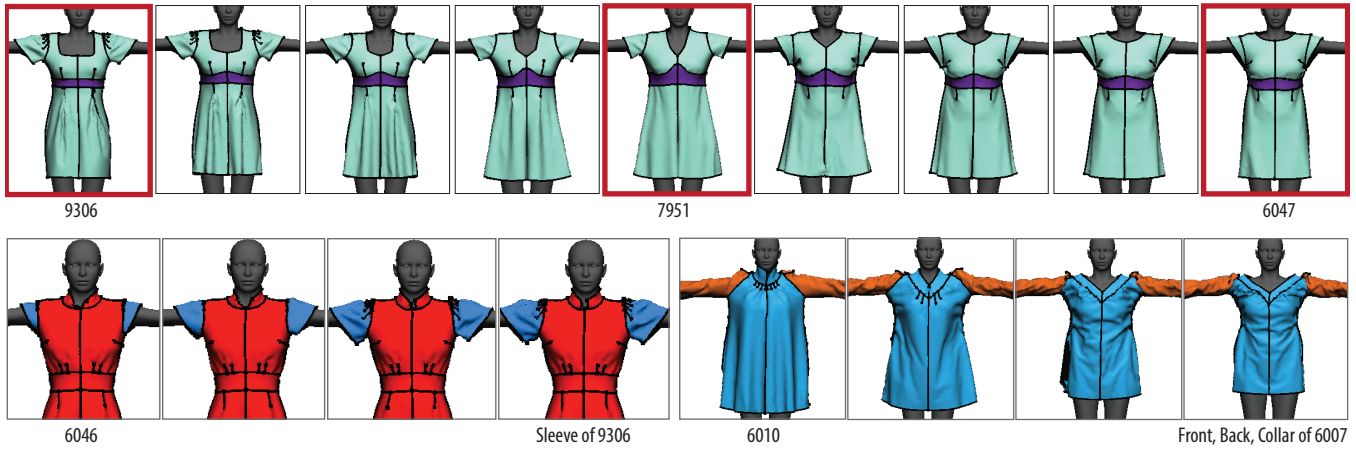 9306
7951
6047
6046
Sleeve of 9306
6010
Front, Back, Collar of 6007